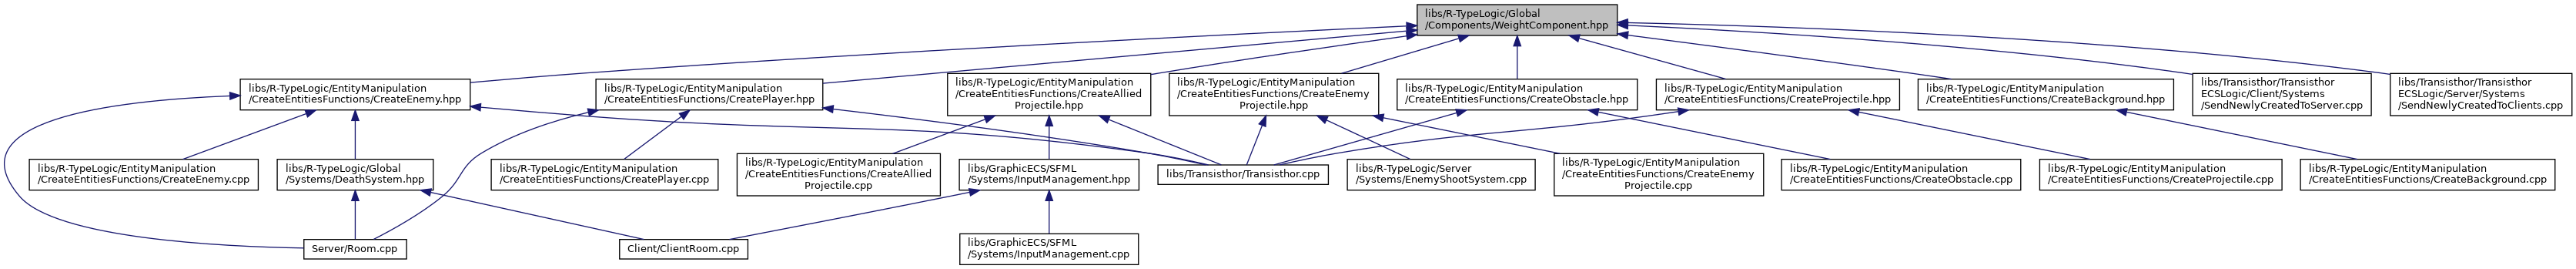 libs/R-TypeLogic/Global
/Components/WeightComponent.hpp
libs/R-TypeLogic/EntityManipulation
/CreateEntitiesFunctions/CreateEnemy.hpp
libs/R-TypeLogic/EntityManipulation
/CreateEntitiesFunctions/CreatePlayer.hpp
libs/R-TypeLogic/EntityManipulation
/CreateEntitiesFunctions/CreateAllied
Projectile.hpp
libs/R-TypeLogic/EntityManipulation
/CreateEntitiesFunctions/CreateEnemy
Projectile.hpp
libs/R-TypeLogic/EntityManipulation
/CreateEntitiesFunctions/CreateObstacle.hpp
libs/R-TypeLogic/EntityManipulation
/CreateEntitiesFunctions/CreateProjectile.hpp
libs/R-TypeLogic/EntityManipulation
/CreateEntitiesFunctions/CreateBackground.hpp
libs/Transisthor/Transisthor
ECSLogic/Client/Systems
/SendNewlyCreatedToServer.cpp
libs/Transisthor/Transisthor
ECSLogic/Server/Systems
/SendNewlyCreatedToClients.cpp
libs/R-TypeLogic/EntityManipulation
/CreateEntitiesFunctions/CreateEnemy.cpp
libs/R-TypeLogic/Global
/Systems/DeathSystem.hpp
libs/R-TypeLogic/EntityManipulation
/CreateEntitiesFunctions/CreatePlayer.cpp
libs/R-TypeLogic/EntityManipulation
/CreateEntitiesFunctions/CreateAllied
Projectile.cpp
libs/GraphicECS/SFML
/Systems/InputManagement.hpp
libs/Transisthor/Transisthor.cpp
libs/R-TypeLogic/Server
/Systems/EnemyShootSystem.cpp
libs/R-TypeLogic/EntityManipulation
/CreateEntitiesFunctions/CreateEnemy
Projectile.cpp
libs/R-TypeLogic/EntityManipulation
/CreateEntitiesFunctions/CreateObstacle.cpp
libs/R-TypeLogic/EntityManipulation
/CreateEntitiesFunctions/CreateProjectile.cpp
libs/R-TypeLogic/EntityManipulation
/CreateEntitiesFunctions/CreateBackground.cpp
Server/Room.cpp
Client/ClientRoom.cpp
libs/GraphicECS/SFML
/Systems/InputManagement.cpp